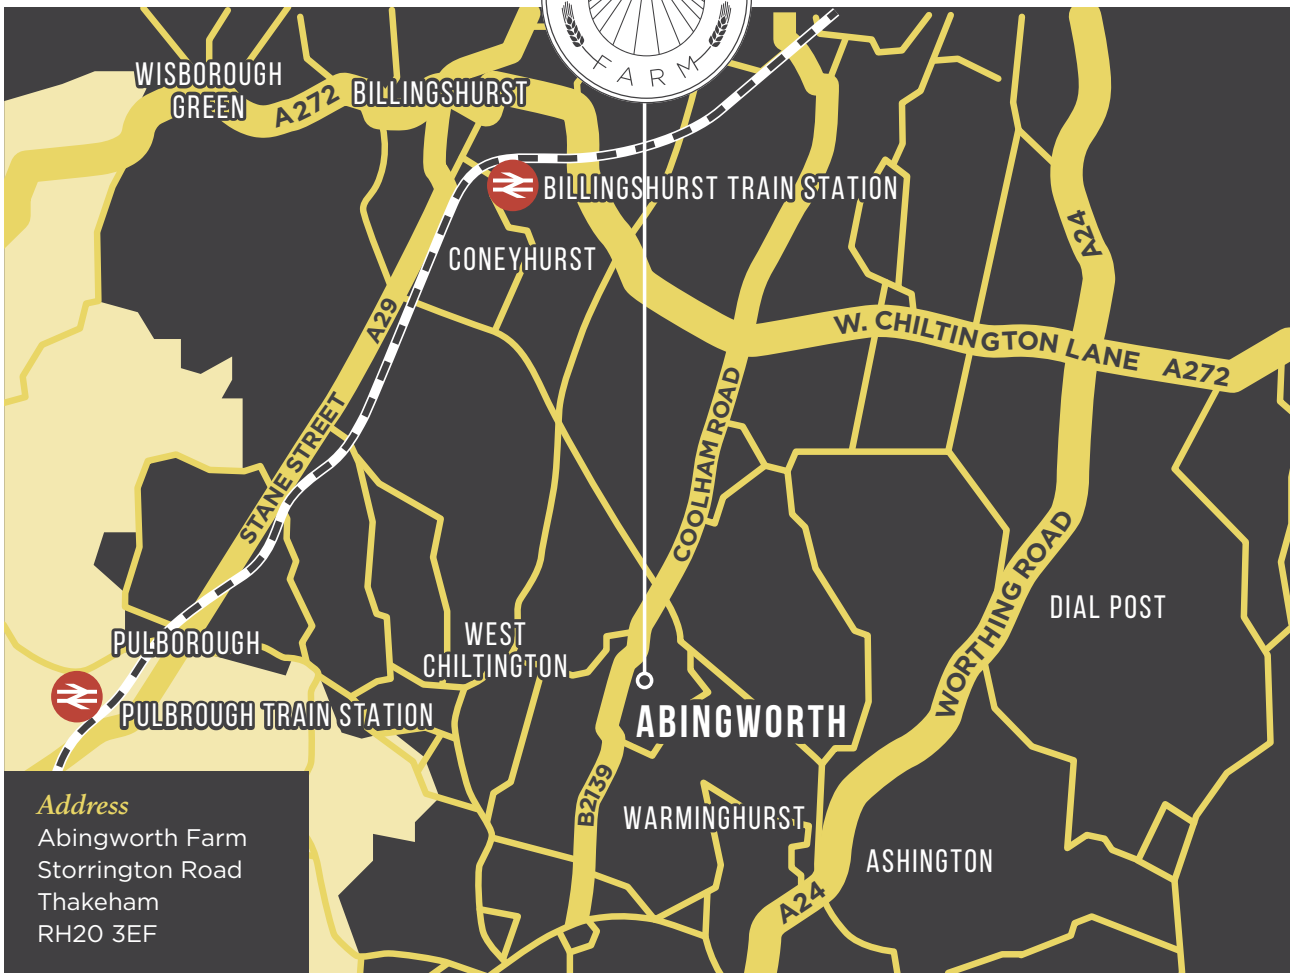 FARM
WISBOROUGH
GREEN
A272
BILLINGSHURST
BILLINGSHURST TRAIN STATION
CONEYHURST
A24
A29
W. CHILTINGTON LANE A272
STANE STREET
COOLHAM ROAD
WORTHING ROAD
DIAL POST
PULBOROUGH
WEST
CHILTINGTON
PULBROUGH TRAIN STATION
ABINGWORTH
B2139
WARMINGHURST
ASHINGTON
A24
Address
Abingworth Farm
Storrington Road
Thakeham
RH20 3EF